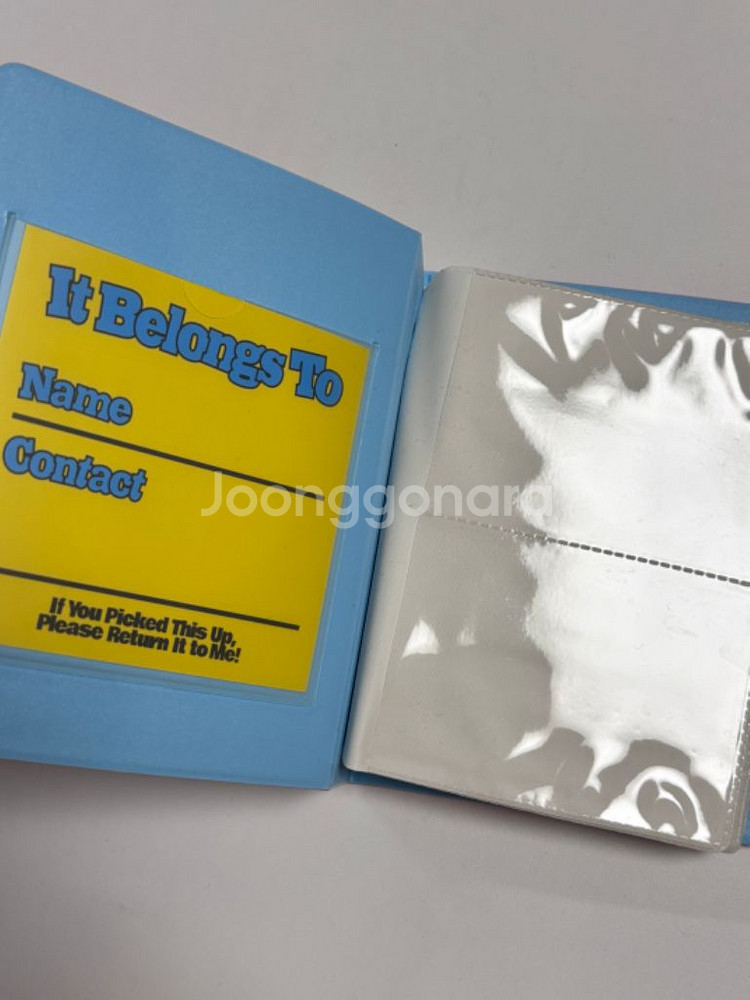 It Belongs To
Name
Contact
Joonggonara
If You Picked This Up,
Please Return It to Me!